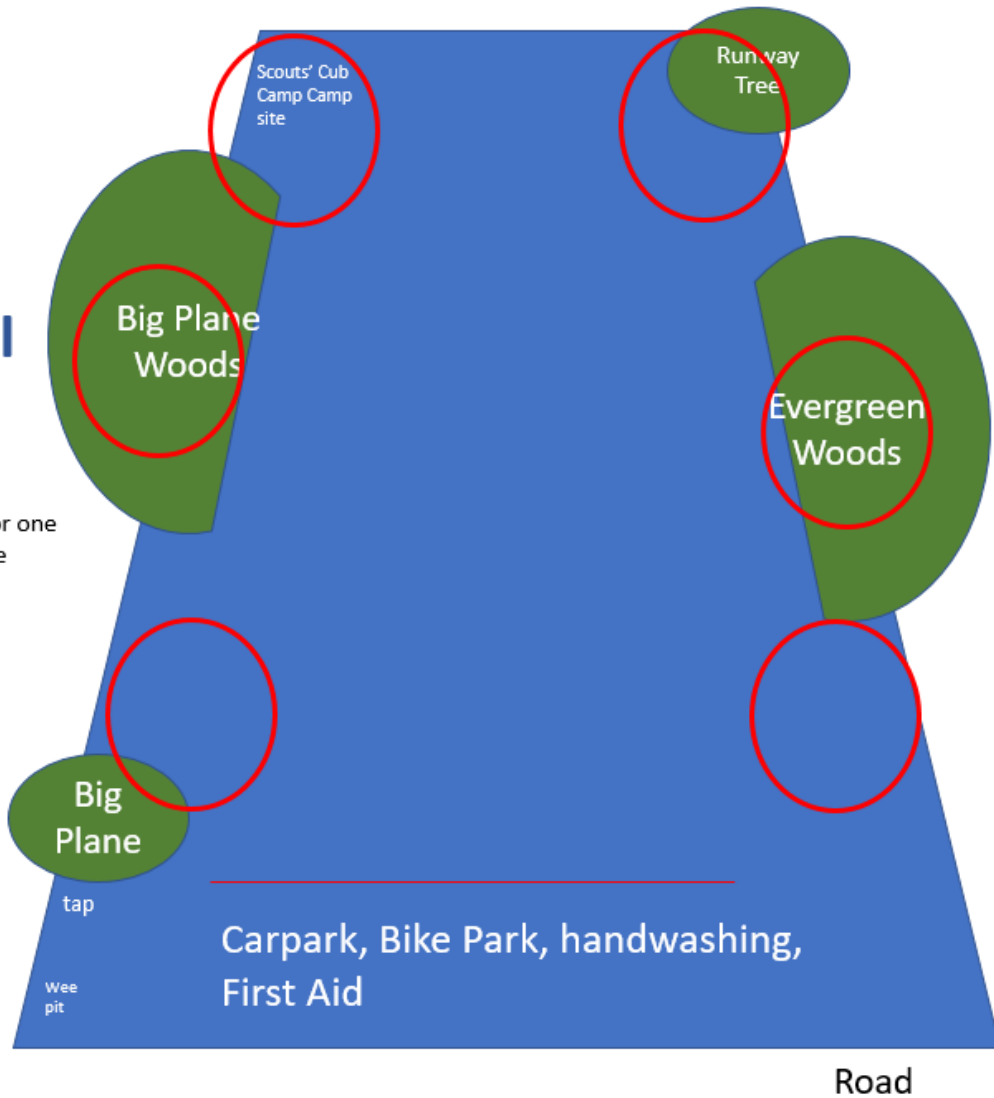 Scouts' Cub
Camp Camp
site
Runway
Tree
Big Plane
Woods
Evergreen
Woods
or one
Big
Plane
tap
Carpark, Bike Park, handwashing,
First Aid
Wee
pit
Road